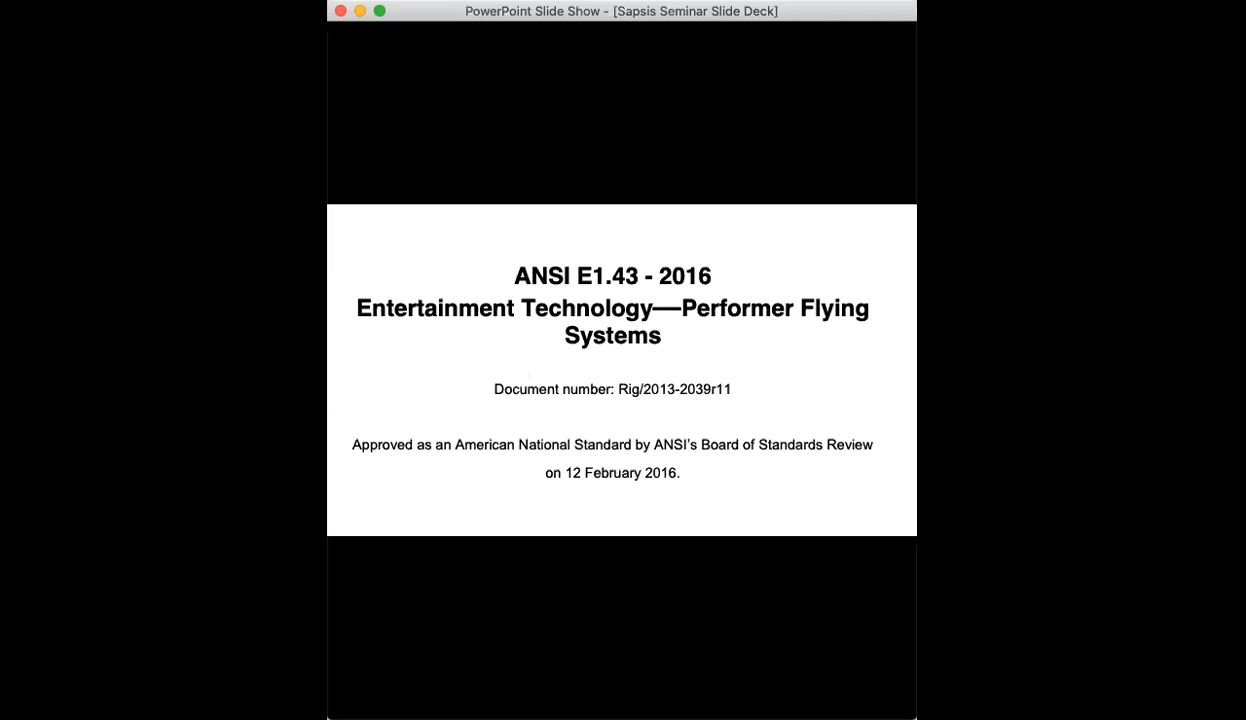 PowerPoint Slide Show - [Sapsis Seminar Slide Deck]
ANSI E1.43 - 2016
Entertainment Technology—Performer Flying
Systems
Document number: Rig/2013-2039r11
Approved as an American National Standard by ANSI's Board of Standards Review
on 12 February 2016.